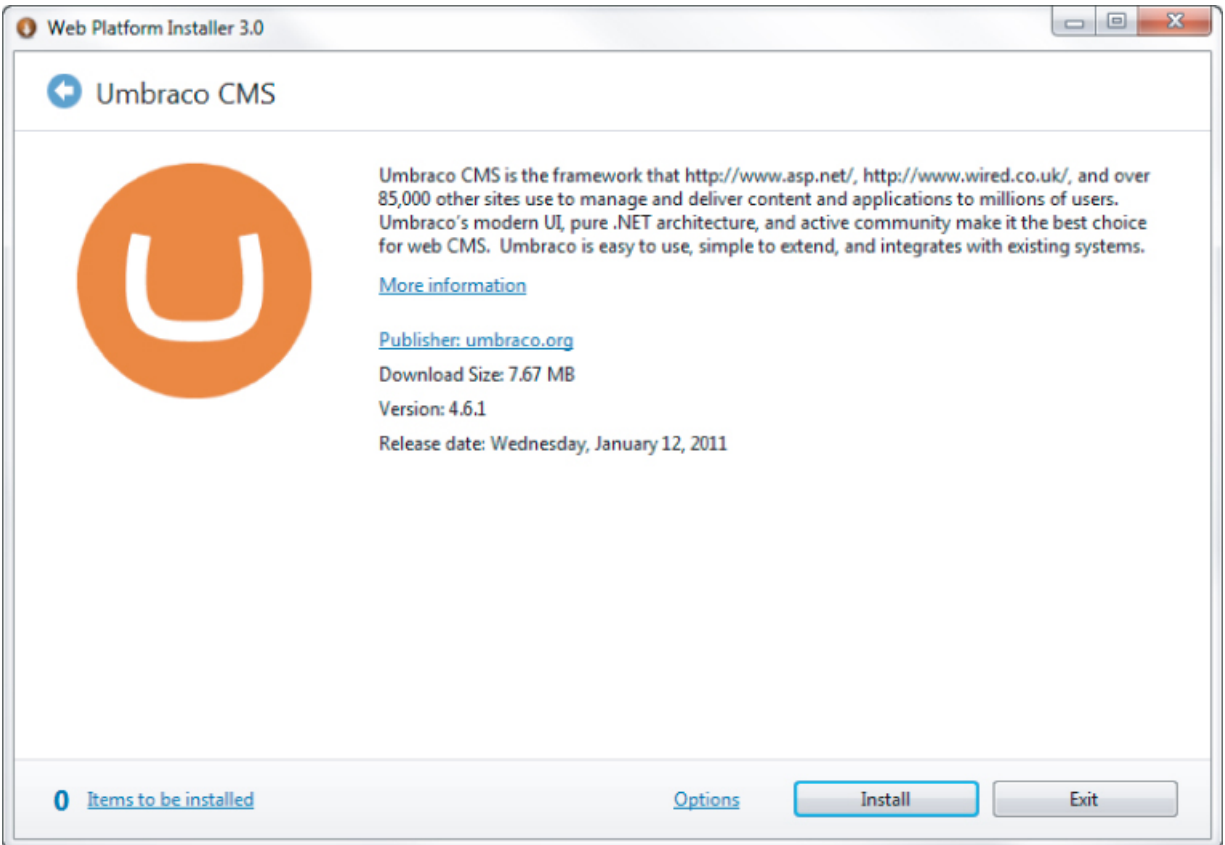 Web Platform Installer 3.0
Umbraco CMS
Umbraco CMS is the framework that http://www.asp.net/, http://www.wired.co.uk/, and over
85,000 other sites use to manage and deliver content and applications to millions of users.
Umbraco's modern UI, pure .NET architecture, and active community make it the best choice
for web CMS.  Umbraco is easy to use, simple to extend, and integrates with existing systems.
More information
Publisher: umbraco.org
Download Size: 7.67 MB
Version: 4.6.1
Release date: Wednesday, January 12, 2011
0 Items to be installed Options Install Exit